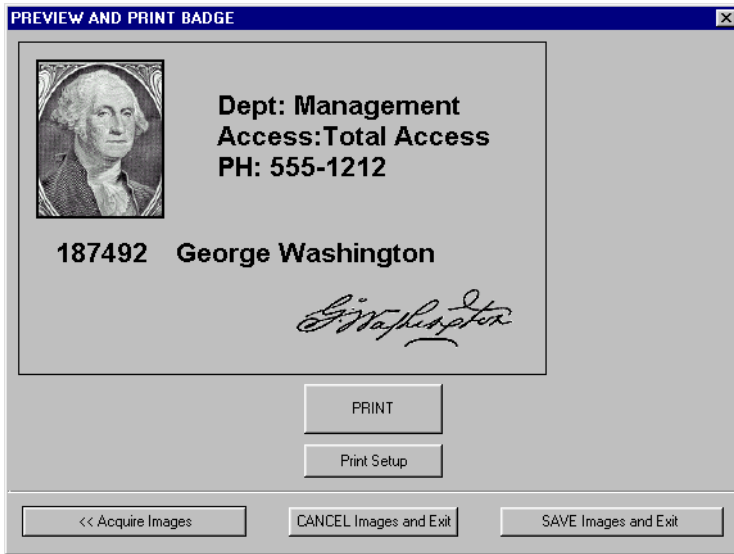 PREVIEW AND PRINT BADGE
Dept: Management
Access:Total Access
PH: 555-1212
187492 George Washington
G.Washington
PRINT
Print Setup
<< Acquire Images
CANCEL Images and Exit
SAVE Images and Exit